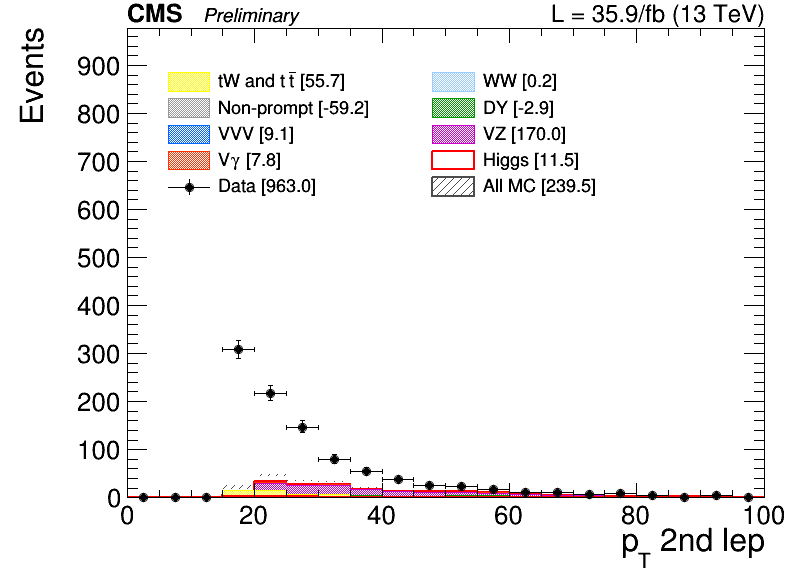 CMS Preliminary L = 35.9/fb (13 TeV)
Events
900
800
700
600
500
400
300
200
100
0
tW and t t̅ [55.7]
Non-prompt [-59.2]
VVV [9.1]
Vγ [7.8]
Data [963.0]
WW [0.2]
DY [-2.9]
VZ [170.0]
Higgs [11.5]
All MC [239.5]
0 20 40 60 80 100
p_T 2nd lep